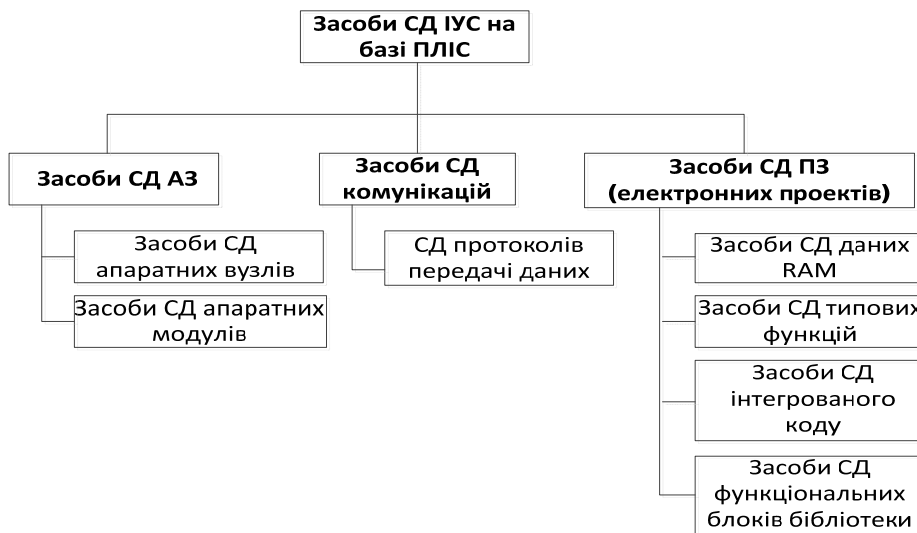 Засоби СД ІУС на
базі ПЛІС
Засоби СД АЗ
Засоби СД
апаратних вузлів
Засоби СД апаратних
модулів
Засоби СД
комунікацій
СД протоколів
передачі даних
Засоби СД ПЗ
(електронних проектів)
Засоби СД даних
RAM
Засоби СД типових
функцій
Засоби СД
інтегрованого
коду
Засоби СД
функціональних
блоків бібліотеки